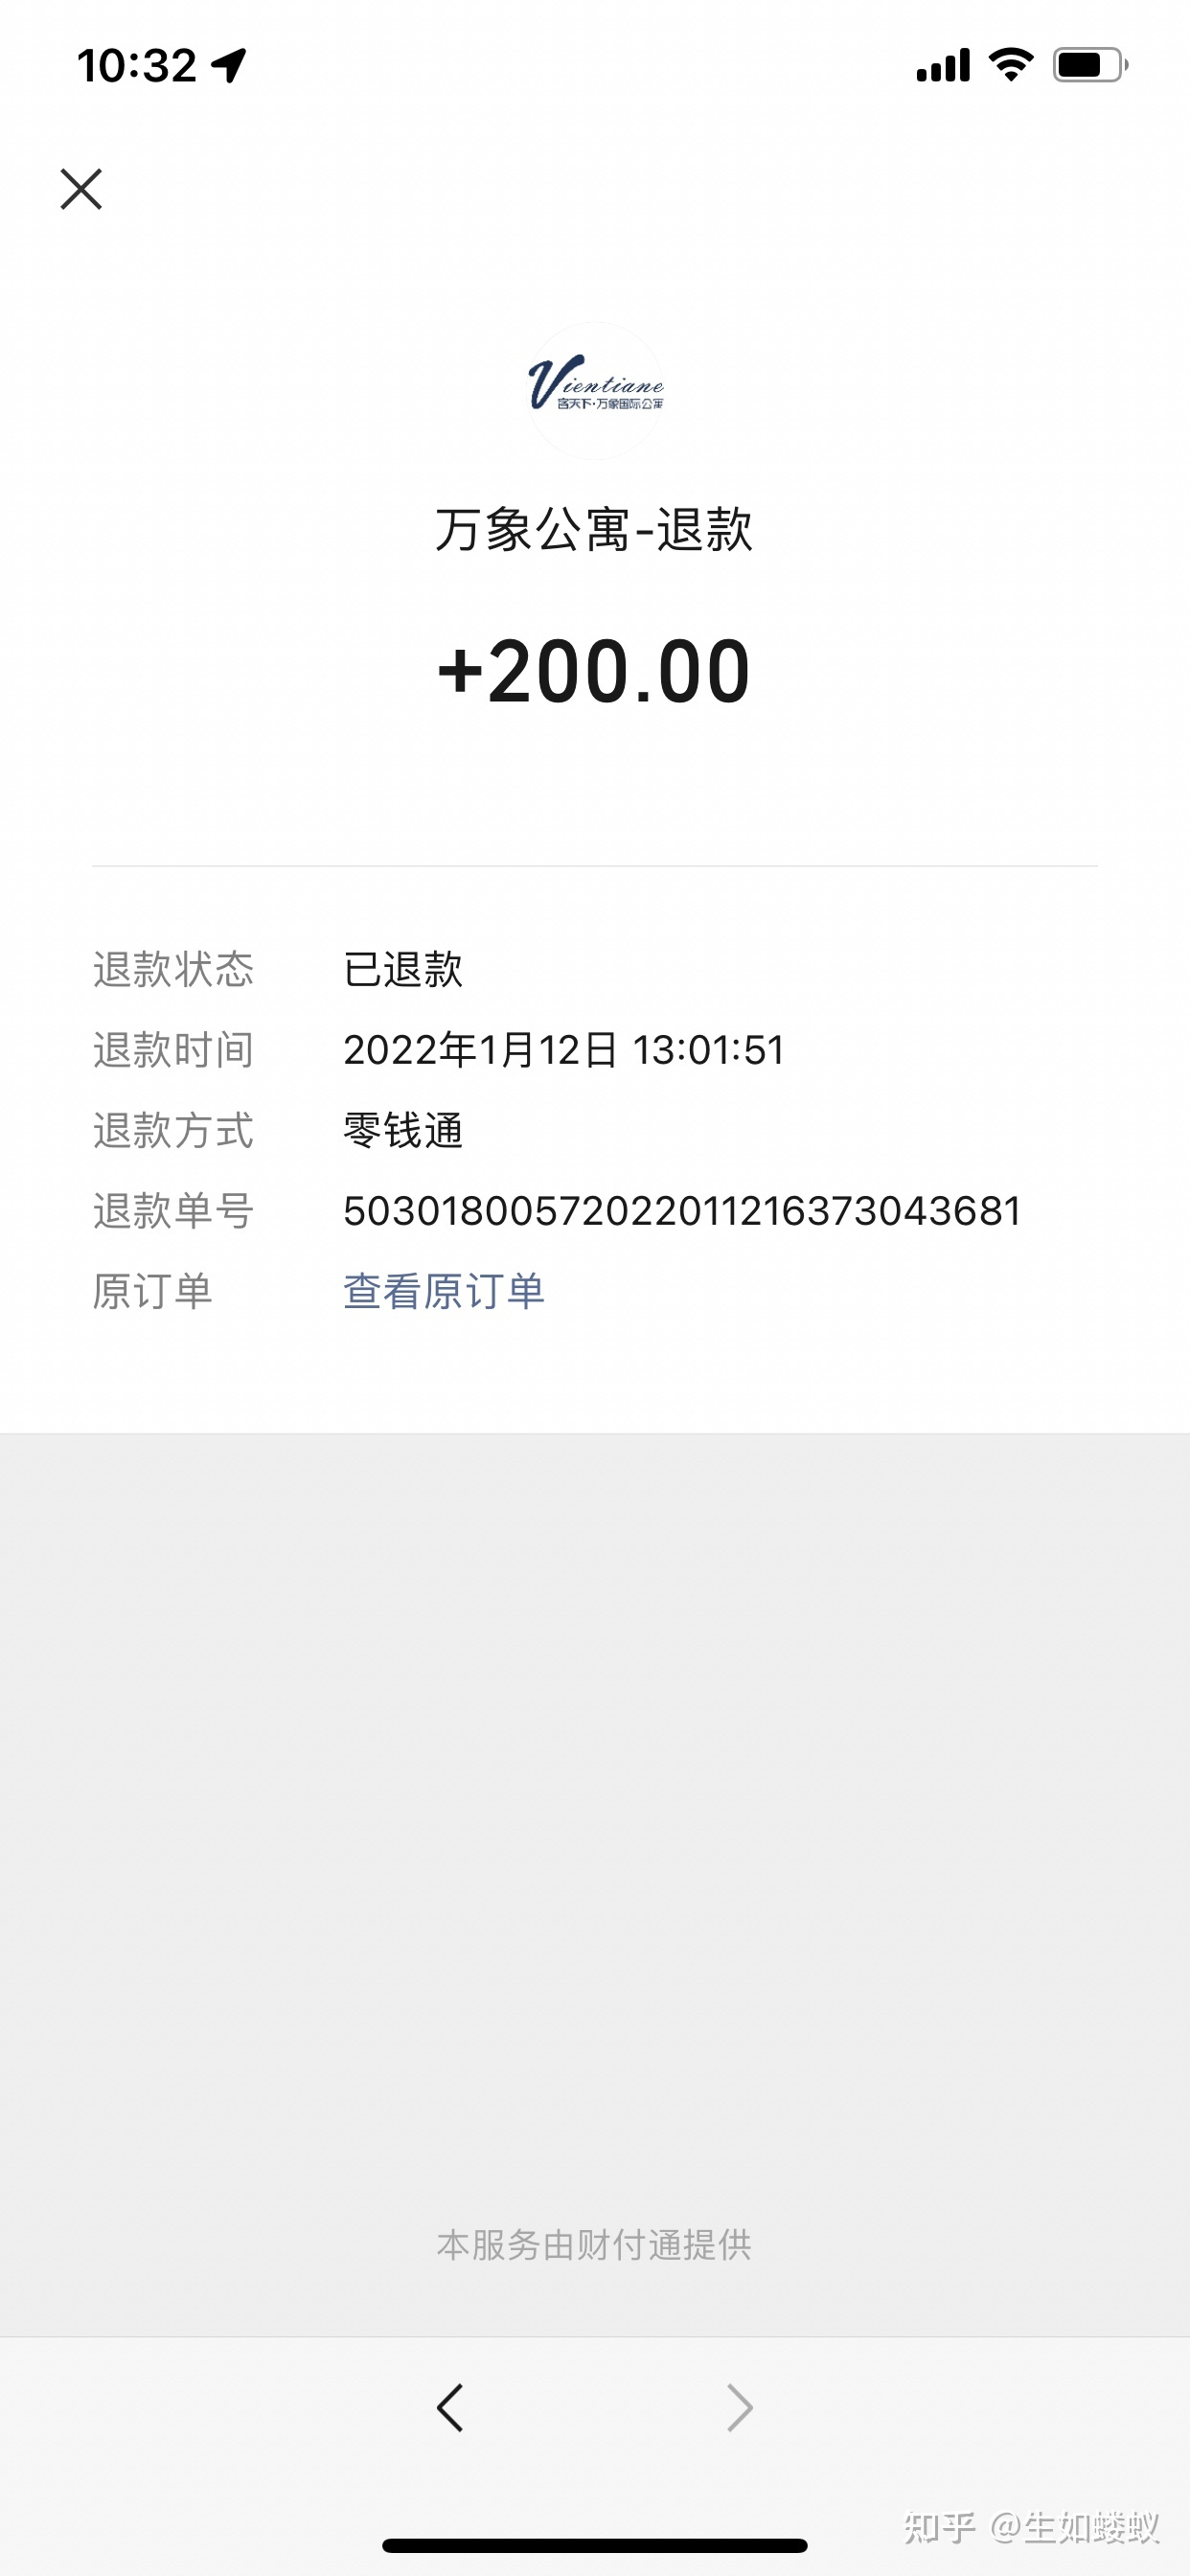 10:32
Vientiane
客天下·万象国际公寓
万象公寓-退款
+200.00
退款状态 已退款
退款时间 2022年1月12日 13:01:51
退款方式 零钱通
退款单号 50301800572022011216373043681
原订单 查看原订单
本服务由财付通提供
知乎 @生如蝼蚁